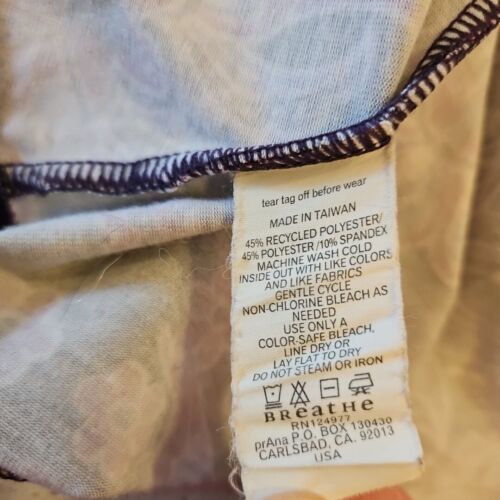 tear tag off before wear
MADE IN TAIWAN
45% RECYCLED POLYESTER/
45% POLYESTER/10% SPANDEX
MACHINE WASH COLD
INSIDE OUT WITH LIKE COLORS
AND LIKE FABRICS
GENTLE CYCLE
NON-CHLORINE BLEACH AS
NEEDED
USE ONLY A
COLOR-SAFE BLEACH,
LINE DRY OR
LAY FLAT TO DRY
DO NOT STEAM OR IRON
BReatHe
RN124977
prAna P.O. BOX 130430
CARLSBAD, CA. 92013
USA